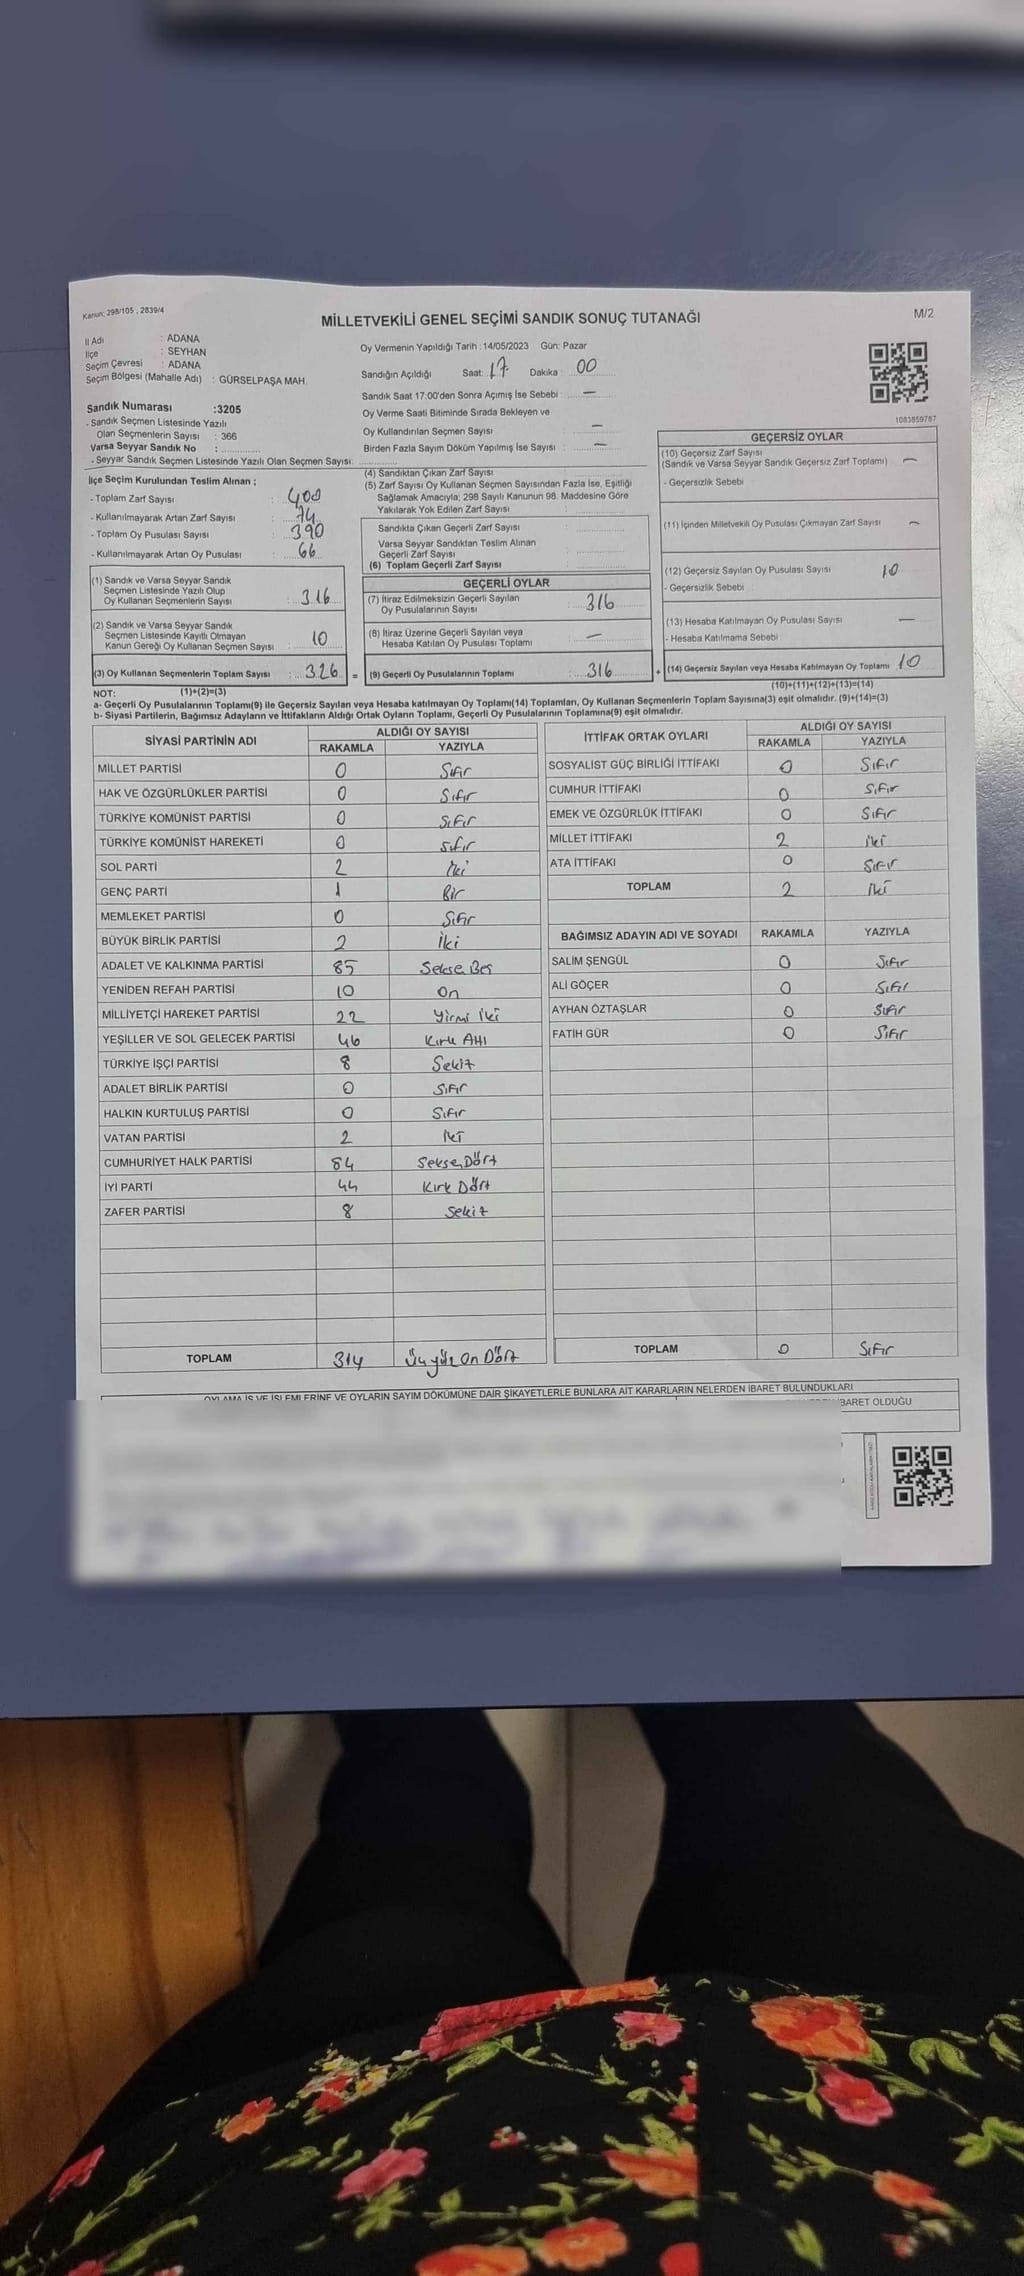 Kanun: 298/105 , 2839/4
MİLLETVEKİLİ GENEL SEÇİMİ SANDIK SONUÇ TUTANAĞI
M/2
İl Adı : ADANA
İlçe : SEYHAN
Seçim Çevresi : ADANA
Seçim Bölgesi (Mahalle Adı) : GÜRSELPAŞA MAH.
Sandık Numarası :3205
- Sandık Seçmen Listesinde Yazılı
Olan Seçmenlerin Sayısı : 366
Varsa Seyyar Sandık No :
- Seyyar Sandık Seçmen Listesinde Yazılı Olan Seçmen Sayısı:
Oy Vermenin Yapıldığı Tarih :14/05/2023 Gün: Pazar
Sandığın Açıldığı Saat: 17 Dakika : 00
Sandık Saat 17:00'den Sonra Açımış İse Sebebi : —
Oy Verme Saati Bitiminde Sırada Bekleyen ve
Oy Kullandırılan Seçmen Sayısı —
Birden Fazla Sayım Döküm Yapılmış İse Sayısı : —
1083859787
İlçe Seçim Kurulundan Teslim Alınan ;
- Toplam Zarf Sayısı : 400
- Kullanılmayarak Artan Zarf Sayısı : 74
- Toplam Oy Pusulası Sayısı : 390
- Kullanılmayarak Artan Oy Pusulası : 66
(4) Sandıktan Çıkan Zarf Sayısı
(5) Zarf Sayısı Oy Kullanan Seçmen Sayısından Fazla İse, Eşitliği
Sağlamak Amacıyla; 298 Sayılı Kanunun 98. Maddesine Göre
Yakılarak Yok Edilen Zarf Sayısı :
Sandıkta Çıkan Geçerli Zarf Sayısı :
Varsa Seyyar Sandıktan Teslim Alınan
Geçerli Zarf Sayısı :
(6) Toplam Geçerli Zarf Sayısı :
GEÇERSİZ OYLAR
(10) Geçersiz Zarf Sayısı
(Sandık ve Varsa Seyyar Sandık Geçersiz Zarf Toplamı) —
- Geçersizlik Sebebi
(11) İçinden Milletvekili Oy Pusulası Çıkmayan Zarf Sayısı —
(12) Geçersiz Sayılan Oy Pusulası Sayısı 10
- Geçersizlik Sebebi :
(13) Hesaba Katılmayan Oy Pusulası Sayısı —
- Hesaba Katılmama Sebebi
(1) Sandık ve Varsa Seyyar Sandık
Seçmen Listesinde Yazılı Olup
Oy Kullanan Seçmenlerin Sayısı : 316
(2) Sandık ve Varsa Seyyar Sandık
Seçmen Listesinde Kayıtlı Olmayan
Kanun Gereği Oy Kullanan Seçmen Sayısı : 10
GEÇERLİ OYLAR
(7) İtiraz Edilmeksizin Geçerli Sayılan
Oy Pusulalarının Sayısı : 316
(8) İtiraz Üzerine Geçerli Sayılan veya
Hesaba Katılan Oy Pusulası Toplamı : —
(3) Oy Kullanan Seçmenlerin Toplam Sayısı : 326 = (9) Geçerli Oy Pusulalarının Toplamı : 316 + (14) Geçersiz Sayılan veya Hesaba Katılmayan Oy Toplamı 10
NOT: (1)+(2)=(3) (10)+(11)+(12)+(13)=(14)
a- Geçerli Oy Pusulalarının Toplamı(9) ile Geçersiz Sayılan veya Hesaba katılmayan Oy Toplamı(14) Toplamları, Oy Kullanan Seçmenlerin Toplam Sayısına(3) eşit olmalıdır. (9)+(14)=(3)
b- Siyasi Partilerin, Bağımsız Adayların ve İttifakların Aldığı Ortak Oyların Toplamı, Geçerli Oy Pusulalarının Toplamına(9) eşit olmalıdır.
SİYASİ PARTİNİN ADI ALDIĞI OY SAYISI
RAKAMLA YAZIYLA
MİLLET PARTİSİ 0 Sıfır
HAK VE ÖZGÜRLÜKLER PARTİSİ 0 Sıfır
TÜRKİYE KOMÜNİST PARTİSİ 0 Sıfır
TÜRKİYE KOMÜNİST HAREKETİ 0 Sıfır
SOL PARTİ 2 İki
GENÇ PARTİ 1 Bir
MEMLEKET PARTİSİ 0 Sıfır
BÜYÜK BİRLİK PARTİSİ 2 İki
ADALET VE KALKINMA PARTİSİ 85 Seksen Beş
YENİDEN REFAH PARTİSİ 10 On
MİLLİYETÇİ HAREKET PARTİSİ 22 Yirmi İki
YEŞİLLER VE SOL GELECEK PARTİSİ 46 Kırk Altı
TÜRKİYE İŞÇİ PARTİSİ 8 Sekiz
ADALET BİRLİK PARTİSİ 0 Sıfır
HALKIN KURTULUŞ PARTİSİ 0 Sıfır
VATAN PARTİSİ 2 İki
CUMHURİYET HALK PARTİSİ 84 Seksen Dört
İYİ PARTİ 44 Kırk Dört
ZAFER PARTİSİ 8 Sekiz
TOPLAM 314 Üçyüz On Dört
İTTİFAK ORTAK OYLARI ALDIĞI OY SAYISI
RAKAMLA YAZIYLA
SOSYALİST GÜÇ BİRLİĞİ İTTİFAKI 0 Sıfır
CUMHUR İTTİFAKI 0 Sıfır
EMEK VE ÖZGÜRLÜK İTTİFAKI 0 Sıfır
MİLLET İTTİFAKI 2 İki
ATA İTTİFAKI 0 Sıfır
TOPLAM 2 İki
BAĞIMSIZ ADAYIN ADI VE SOYADI RAKAMLA YAZIYLA
SALİM ŞENGÜL 0 Sıfır
ALİ GÖÇER 0 Sıfır
AYHAN ÖZTAŞLAR 0 Sıfır
FATİH GÜR 0 Sıfır
TOPLAM 0 Sıfır
OYLAMA İŞ VE İŞLEMLERİNE VE OYLARIN SAYIM DÖKÜMÜNE DAİR ŞİKAYETLERLE BUNLARA AİT KARARLARIN NELERDEN İBARET BULUNDUKLARI
BARET OLDUĞU